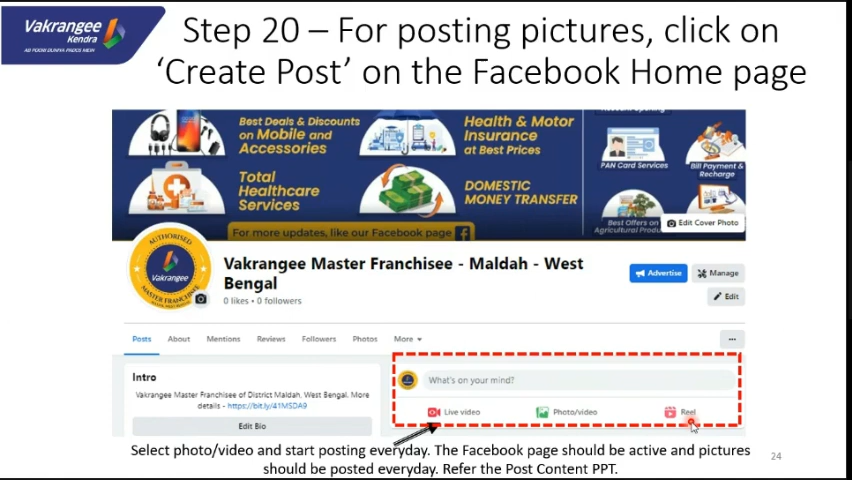 Vakrangee
Kendra
Step 20 – For posting pictures, click on
‘Create Post’ on the Facebook Home page
Best Deals & Discounts
on Mobile and
Accessories
Health & Motor
Insurance
at Best Prices
PAN Card Services
Bill Payment &
Recharge
Total
Healthcare
Services
DOMESTIC
MONEY TRANSFER
Best Offers on
Agricultural Produ
Edit Cover Photo
For more updates, like our Facebook page
AUTHORISED
Vakrangee
MASTER FRANCHISEE
Vakrangee Master Franchisee - Maldah - West
Bengal
0 likes • 0 followers
Advertise
Manage
Edit
Posts About Mentions Reviews Followers Photos More
Intro
Vakrangee Master Franchisee of District Maldah, West Bengal. More
details - https://bit.ly/41MSDA9
Edit Bio
What's on your mind?
Live video Photo/video Reel
Select photo/video and start posting everyday. The Facebook page should be active and pictures
should be posted everyday. Refer the Post Content PPT.
24